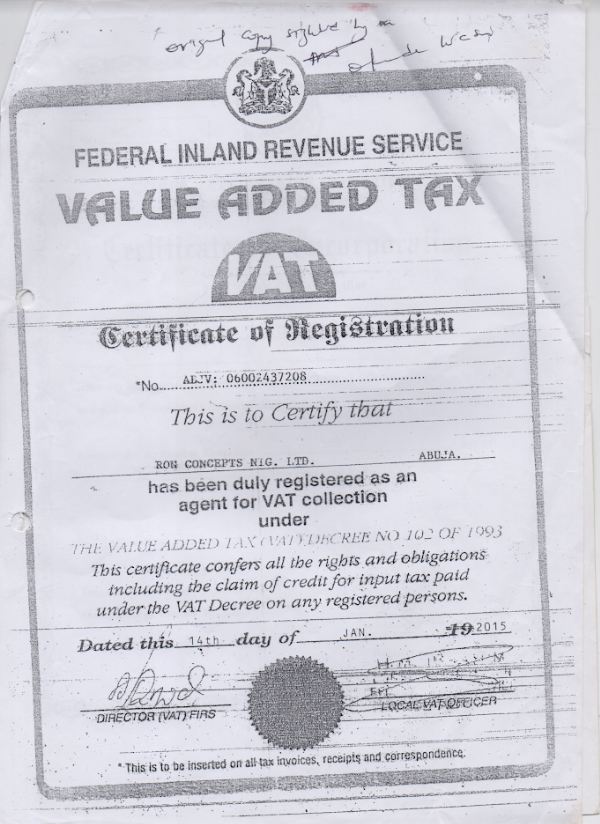 original copy sighted by me
FEDERAL INLAND REVENUE SERVICE
VALUE ADDED TAX
VAT
Certificate of Registration
*No. ABJV: 06002437208
This is to Certify that
RON CONCEPTS NIG. LTD. ABUJA.
has been duly registered as an
agent for VAT collection
under
THE VALUE ADDED TAX (VAT) DECREE NO 102 OF 1993
This certificate confers all the rights and obligations
including the claim of credit for input tax paid
under the VAT Decree on any registered persons.
Dated this 14th day of JAN. 19 2015
DIRECTOR (VAT) FIRS
LOCAL VAT OFFICER
* This is to be inserted on all tax invoices, receipts and correspondence.